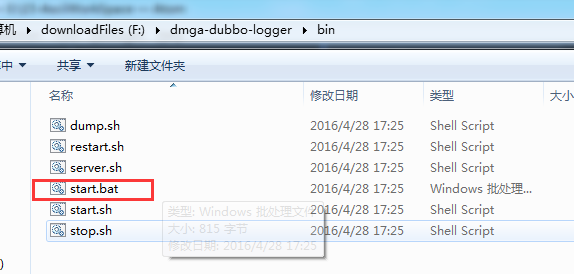 算机 ▸ downloadFiles (F:) ▸ dmga-dubbo-logger ▸ bin
库中 ▾ 共享 ▾ 新建文件夹
名称 修改日期 类型 大小
dump.sh 2016/4/28 17:25 Shell Script
restart.sh 2016/4/28 17:25 Shell Script
server.sh 2016/4/28 17:25 Shell Script
start.bat 2016/4/28 17:25 Windows 批处理...
start.sh 2016/4/28 17:25 Shell Script
stop.sh 2016/4/28 17:25 Shell Script
类型: Windows 批处理文件
大小: 815 字节
修改日期: 2016/4/28 17:25